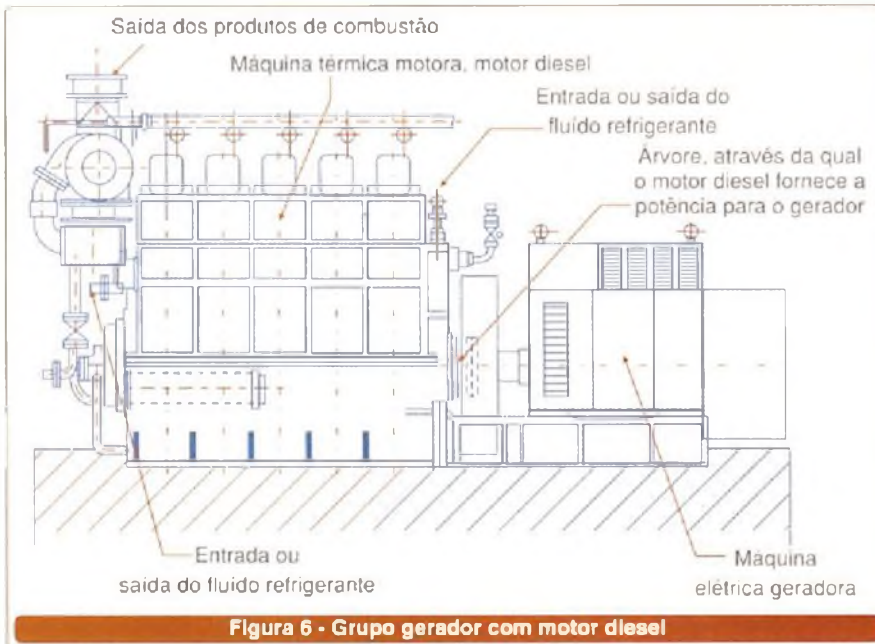 Saída dos produtos de combustão
Máquina térmica motora, motor diesel
Entrada ou saída do
fluído refrigerante
Árvore, através da qual
o motor diesel fornece a
potência para o gerador
Entrada ou
saída do fluído refrigerante
Máquina
elétrica geradora
Figura 6 - Grupo gerador com motor diesel